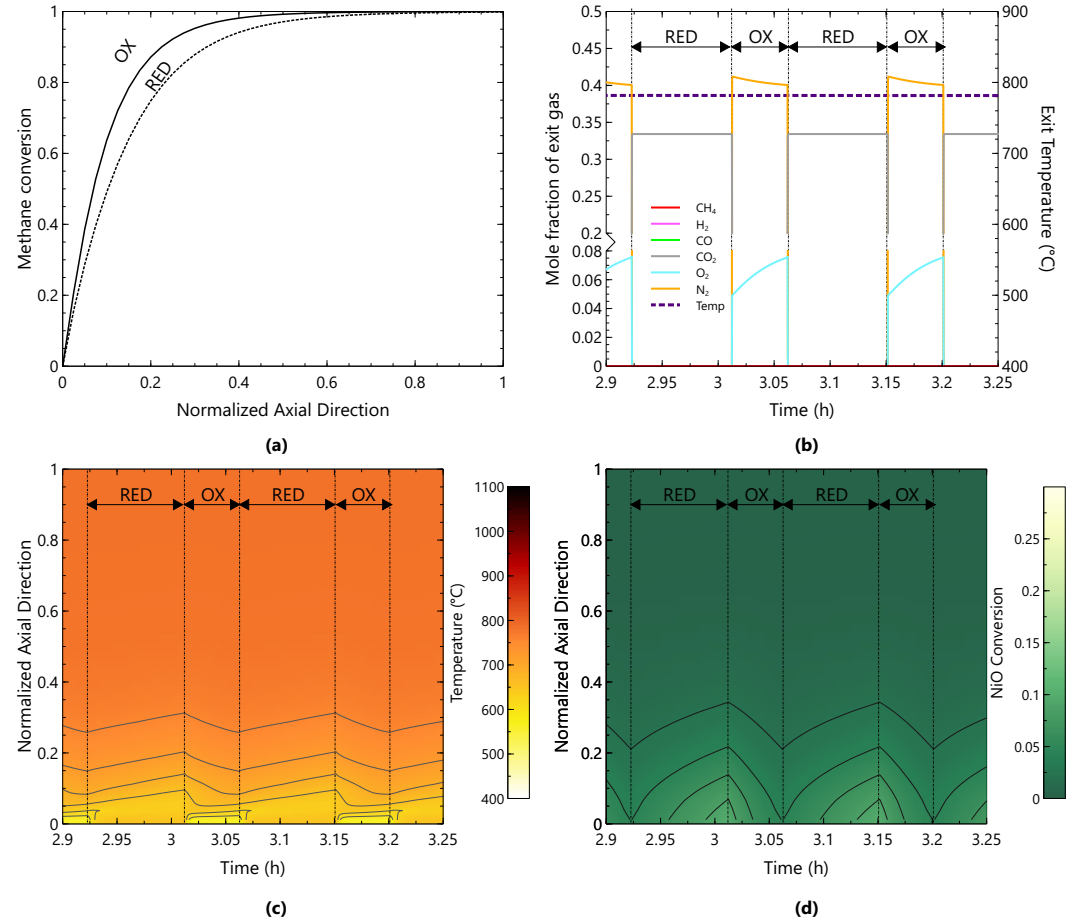 1
0.8
0.6
0.4
0.2
0
Methane conversion
OX
RED
0
0.2
0.4
0.6
0.8
1
Normalized Axial Direction
(a)
0.5
0.45
0.4
0.35
0.3
0.25
0.2
0.08
0.06
0.04
0.02
0
Mole fraction of exit gas
RED OX RED OX
CH₄
H₂
CO
CO₂
O₂
N₂
Temp
900
800
700
600
500
400
Exit Temperature (°C)
2.9 2.95 3 3.05 3.1 3.15 3.2 3.25
Time (h)
(b)
1
0.8
0.6
0.4
0.2
0
Normalized Axial Direction
RED OX RED OX
2.9 2.95 3 3.05 3.1 3.15 3.2 3.25
Time (h)
1100
1000
900
800
700
600
500
400
Temperature (°C)
(c)
1
0.8
0.6
0.4
0.2
0
Normalized Axial Direction
RED OX RED OX
2.9 2.95 3 3.05 3.1 3.15 3.2 3.25
Time (h)
0.25
0.2
0.15
0.1
0.05
0
NiO Conversion
(d)